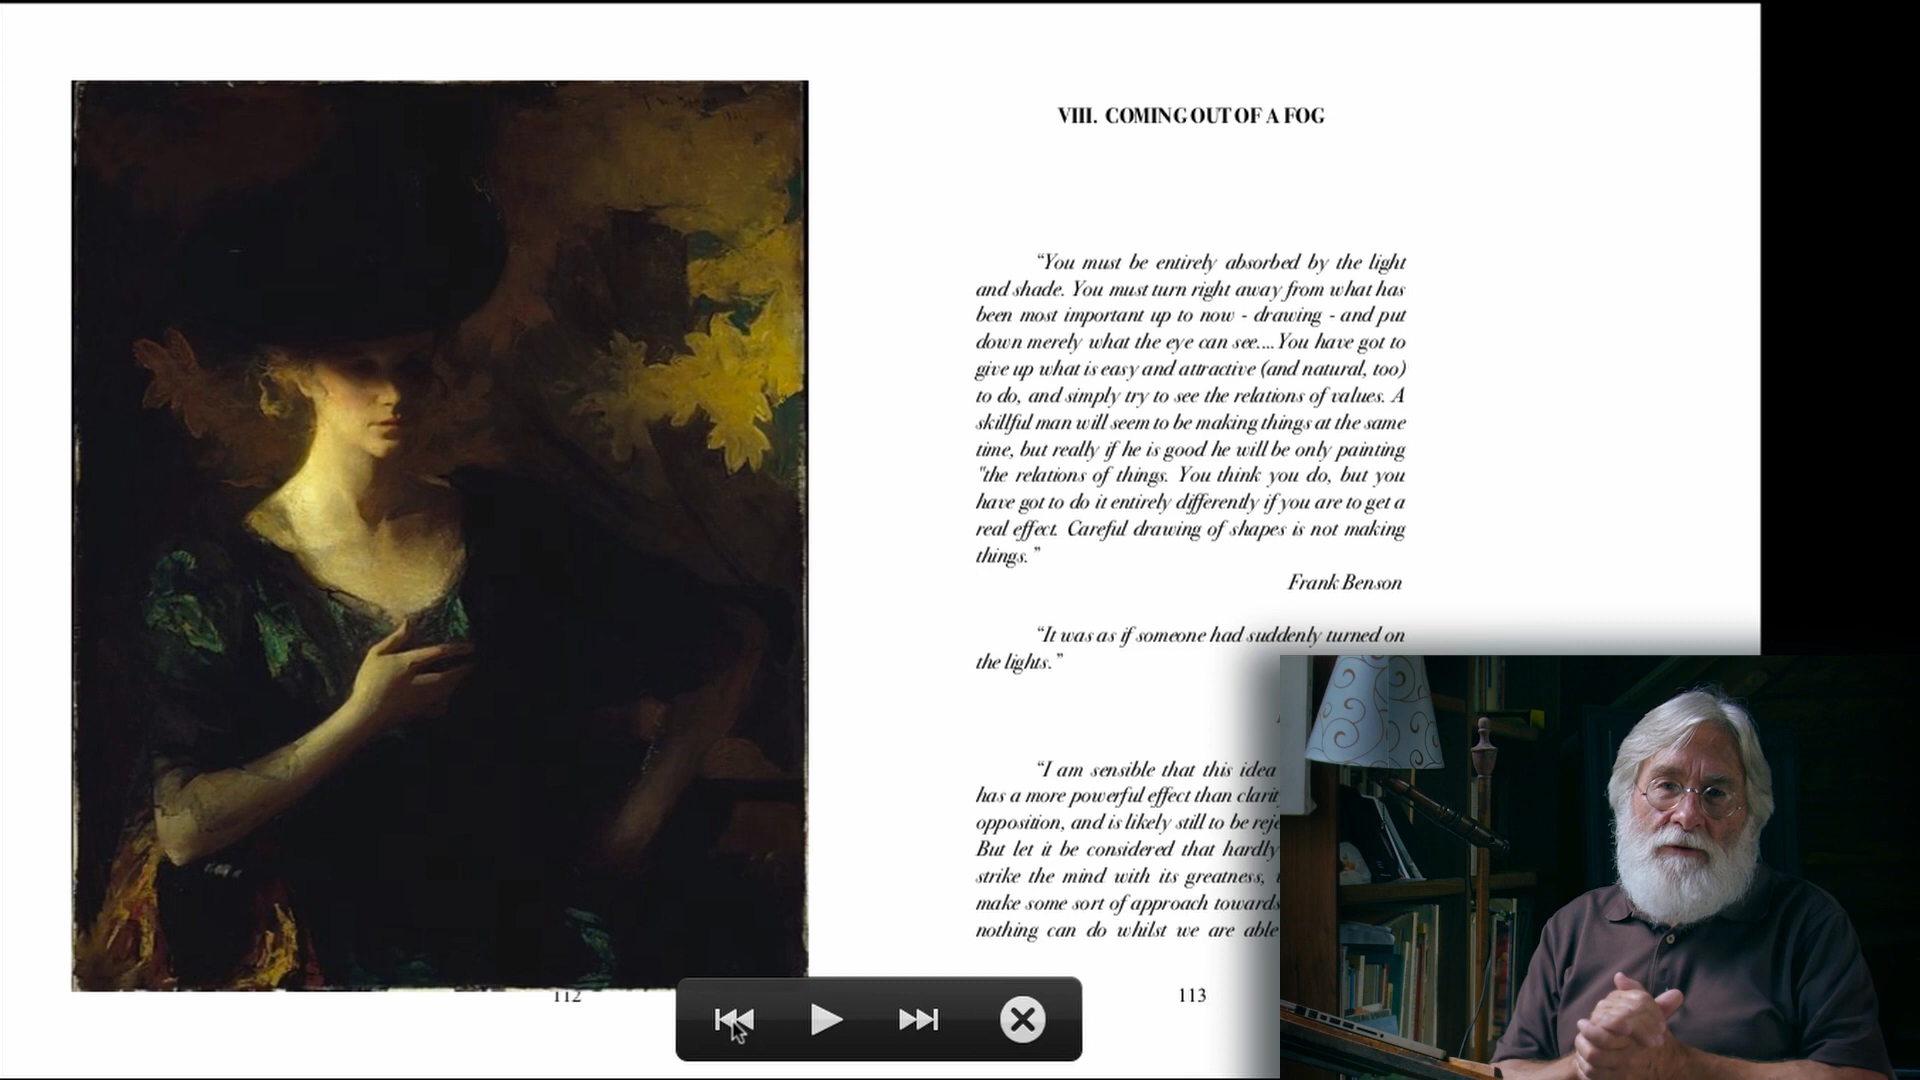 VIII. COMING OUT OF A FOG
“You must be entirely absorbed by the light
and shade. You must turn right away from what has
been most important up to now - drawing - and put
down merely what the eye can see....You have got to
give up what is easy and attractive (and natural, too)
to do, and simply try to see the relations of values. A
skillful man will seem to be making things at the same
time, but really if he is good he will be only painting
"the relations of things. You think you do, but you
have got to do it entirely differently if you are to get a
real effect. Careful drawing of shapes is not making
things.”
Frank Benson
“It was as if someone had suddenly turned on
the lights.”
“I am sensible that this idea
has a more powerful effect than
opposition, and is likely still to be
But let it be considered that hardly
strike the mind with its greatness,
make some sort of approach towards
nothing can do whilst we are able
112
113